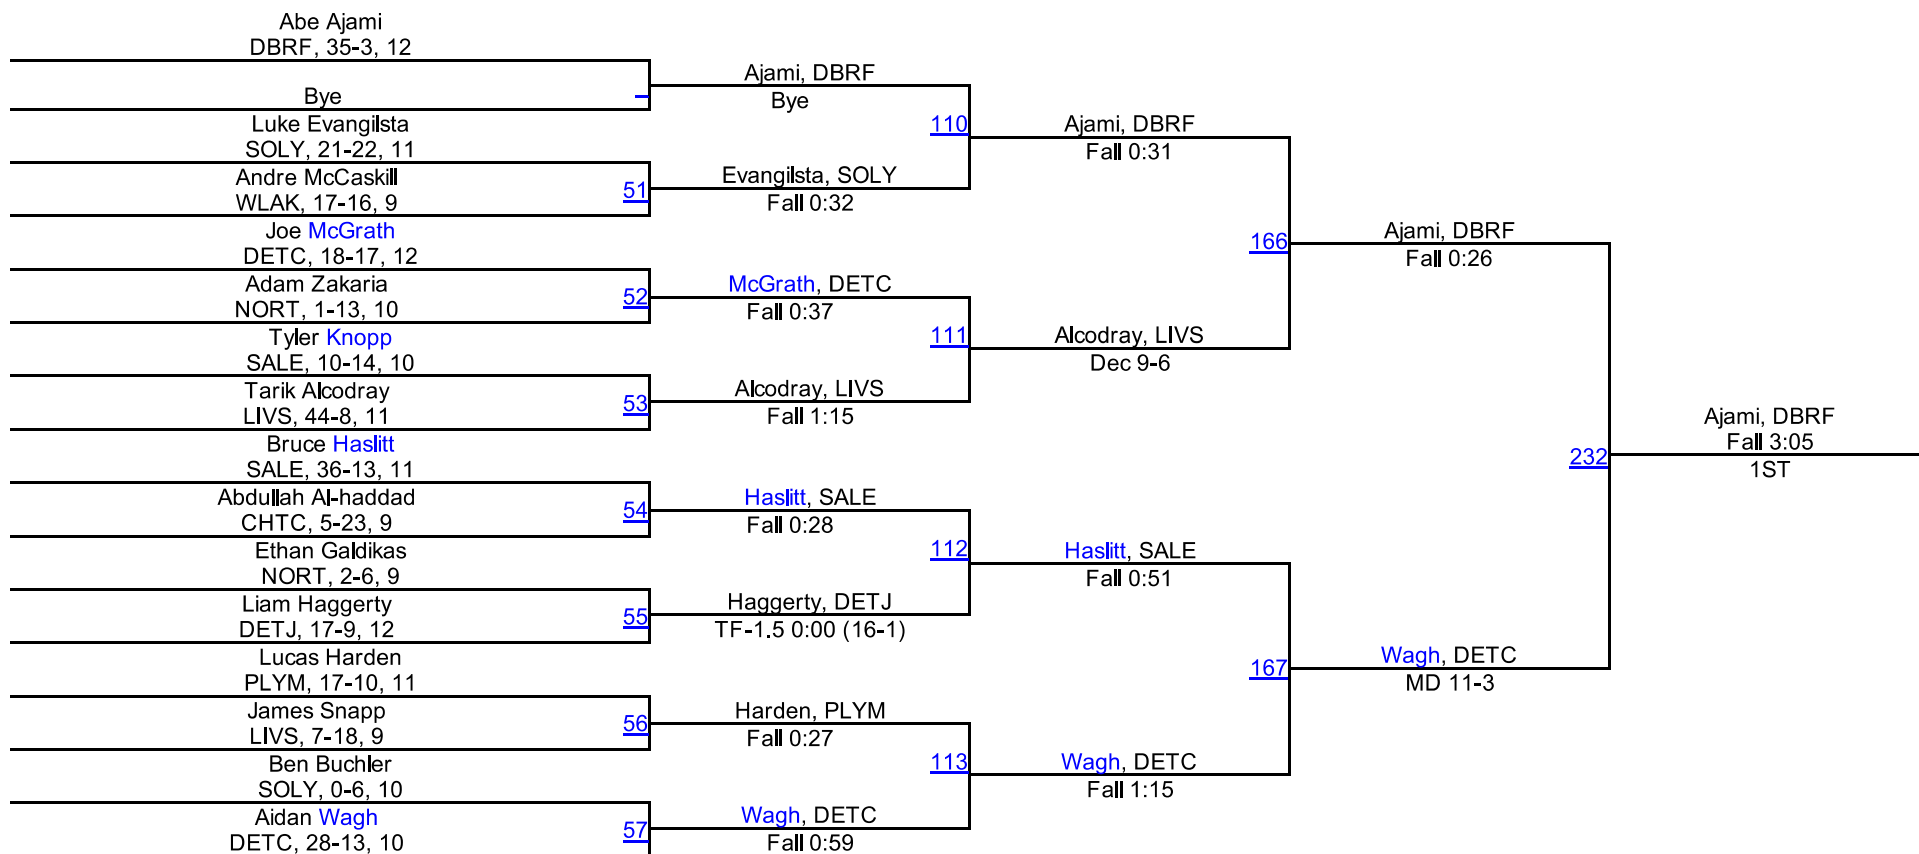 Abe Ajami
DBRF, 35-3, 12
Bye
Luke Evangilsta
SOLY, 21-22, 11
Andre McCaskill
WLAK, 17-16, 9
Joe McGrath
DETC, 18-17, 12
Adam Zakaria
NORT, 1-13, 10
Tyler Knopp
SALE, 10-14, 10
Tarik Alcodray
LIVS, 44-8, 11
Bruce Haslitt
SALE, 36-13, 11
Abdullah Al-haddad
CHTC, 5-23, 9
Ethan Galdikas
NORT, 2-6, 9
Liam Haggerty
DETJ, 17-9, 12
Lucas Harden
PLYM, 17-10, 11
James Snapp
LIVS, 7-18, 9
Ben Buchler
SOLY, 0-6, 10
Aidan Wagh
DETC, 28-13, 10
51
52
53
54
55
56
57
Ajami, DBRF
Bye
Evangilsta, SOLY
Fall 0:32
McGrath, DETC
Fall 0:37
Alcodray, LIVS
Fall 1:15
Haslitt, SALE
Fall 0:28
Haggerty, DETJ
TF-1.5 0:00 (16-1)
Harden, PLYM
Fall 0:27
Wagh, DETC
Fall 0:59
110
111
112
113
Ajami, DBRF
Fall 0:31
Alcodray, LIVS
Dec 9-6
Haslitt, SALE
Fall 0:51
Wagh, DETC
Fall 1:15
166
167
Ajami, DBRF
Fall 0:26
Wagh, DETC
MD 11-3
232
Ajami, DBRF
Fall 3:05
1ST